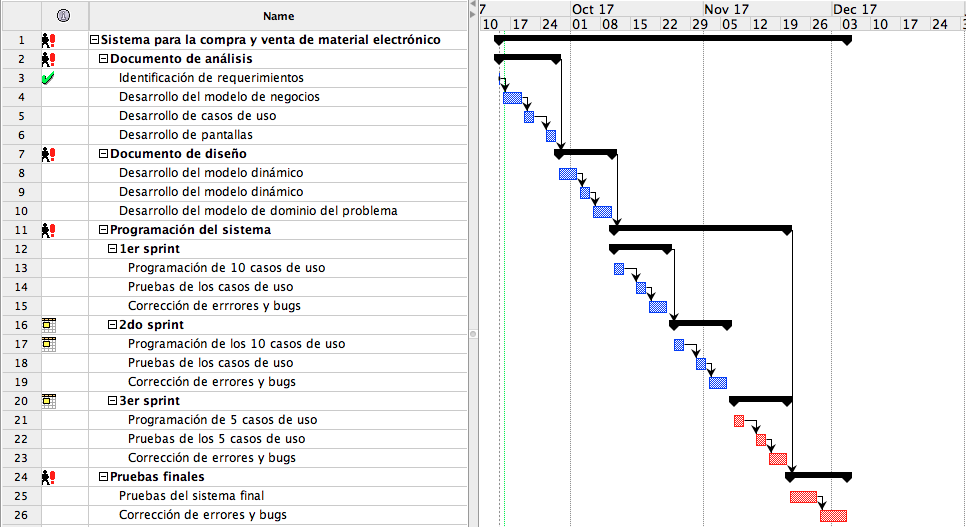 Name
7 Oct 17 Nov 17 Dec 17
10 17 24 01 08 15 22 29 05 12 19 26 03 10 17 24 3
1 Sistema para la compra y venta de material electrónico
2 Documento de análisis
3 Identificación de requerimientos
4 Desarrollo del modelo de negocios
5 Desarrollo de casos de uso
6 Desarrollo de pantallas
7 Documento de diseño
8 Desarrollo del modelo dinámico
9 Desarrollo del modelo dinámico
10 Desarrollo del modelo de dominio del problema
11 Programación del sistema
12 1er sprint
13 Programación de 10 casos de uso
14 Pruebas de los casos de uso
15 Corrección de errrores y bugs
16 2do sprint
17 Programación de los 10 casos de uso
18 Pruebas de los casos de uso
19 Corrección de errores y bugs
20 3er sprint
21 Programación de 5 casos de uso
22 Pruebas de los 5 casos de uso
23 Corrección de errores y bugs
24 Pruebas finales
25 Pruebas del sistema final
26 Corrección de errores y bugs